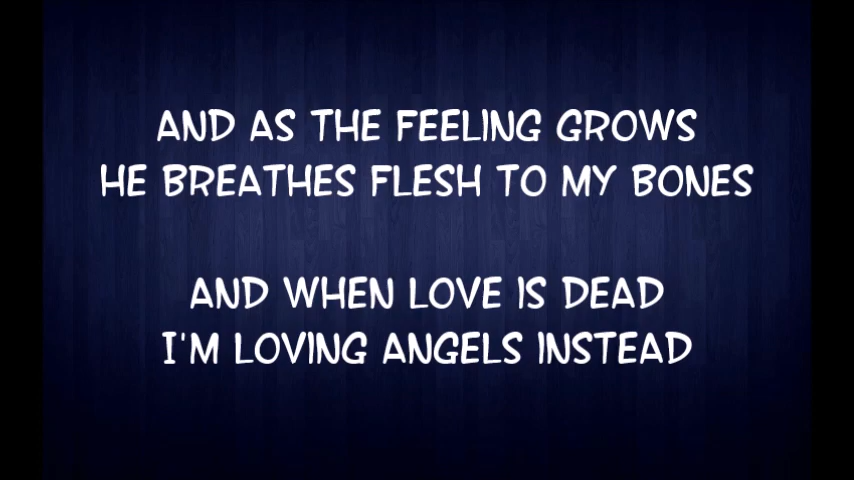 AND AS THE FEELING GROWS
HE BREATHES FLESH TO MY BONES
AND WHEN LOVE IS DEAD
I'M LOVING ANGELS INSTEAD